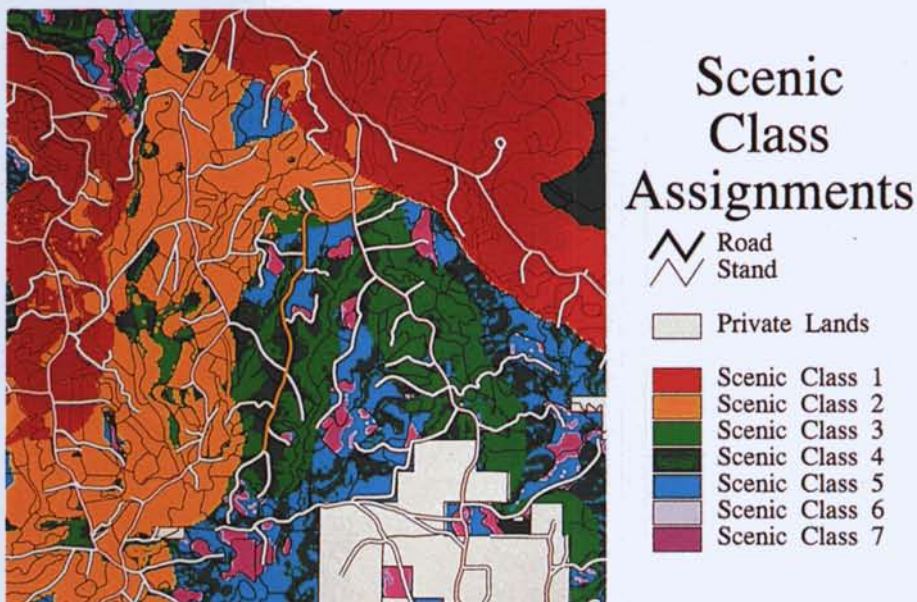 Scenic
Class
Assignments
Road
Stand
Private Lands
Scenic Class 1
Scenic Class 2
Scenic Class 3
Scenic Class 4
Scenic Class 5
Scenic Class 6
Scenic Class 7